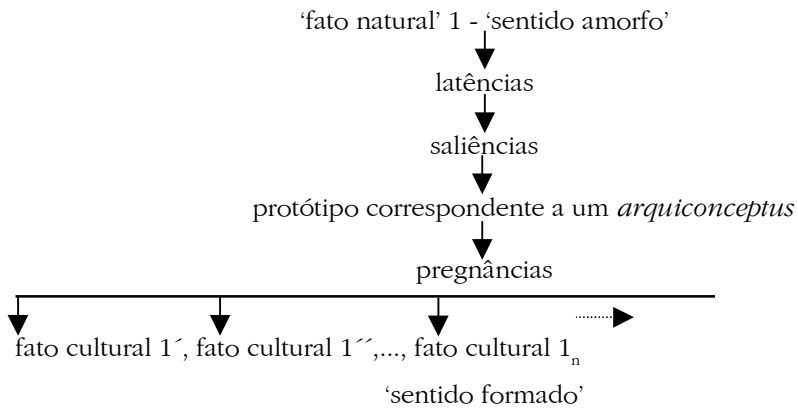 ‘fato natural’ 1 - ‘sentido amorfo’
latências
saliências
protótipo correspondente a um arquiconceptus
pregnâncias
fato cultural 1´, fato cultural 1´´,..., fato cultural 1n
‘sentido formado’